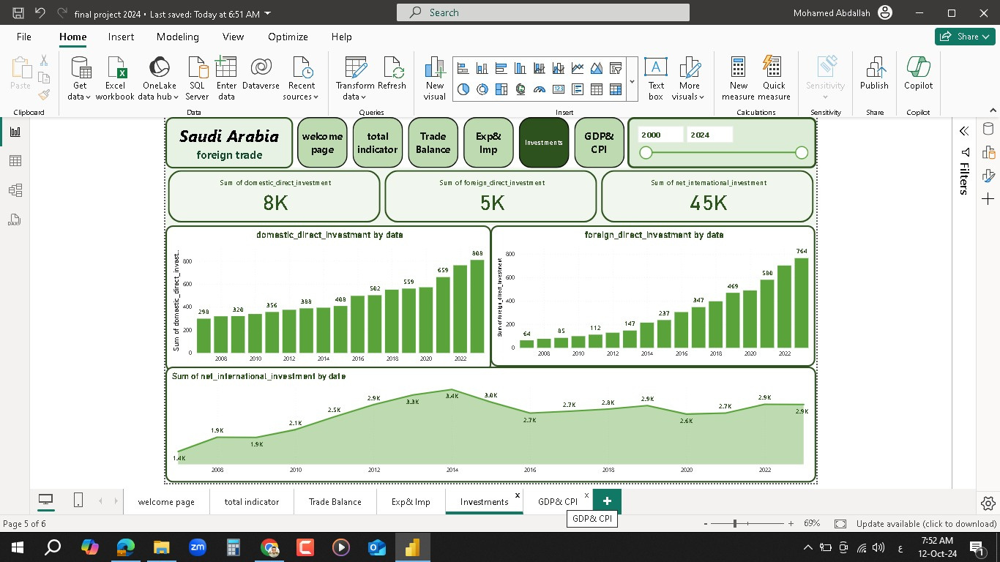 final project 2024 • Last saved: Today at 6:51 AM
Search
Mohamed Abdallah
File
Home
Insert
Modeling
View
Optimize
Help
Share
Paste
Get data
Excel workbook
OneLake data hub
SQL Server
Enter data
Dataverse
Recent sources
Transform data
Refresh
New visual
123
Text box
More visuals
New measure
Quick measure
Sensitivity
Publish
Copilot
Clipboard
Data
Queries
Insert
Calculations
Sensitivity
Share
Copilot
Saudi Arabia
foreign trade
welcome page
total indicator
Trade Balance
Exp& Imp
Investments
GDP& CPI
2000
2024
Filters
DAX
Sum of domestic_direct_investment
8K
Sum of foreign_direct_investment
5K
Sum of net_international_investment
45K
domestic_direct_investment by date
Sum of domestic_direct_invest...
800
600
400
200
0
298
320
356
388
408
502
559
659
808
2008
2010
2012
2014
2016
2018
2020
2022
foreign_direct_investment by date
Sum of foreign_direct_investment
800
600
400
200
0
64
85
112
147
237
347
469
580
764
2008
2010
2012
2014
2016
2018
2020
2022
Sum of net_international_investment by date
1.4K
1.9K
1.9K
2.1K
2.5K
2.9K
3.3K
3.4K
3.0K
2.7K
2.7K
2.8K
2.9K
2.6K
2.7K
2.9K
2.9K
2008
2010
2012
2014
2016
2018
2020
2022
welcome page
total indicator
Trade Balance
Exp& Imp
Investments
x
GDP& CPI
x
+
GDP& CPI
Page 5 of 6
- + 69%
Update available (click to download)
zm
ع
7:52 AM
12-Oct-24
1